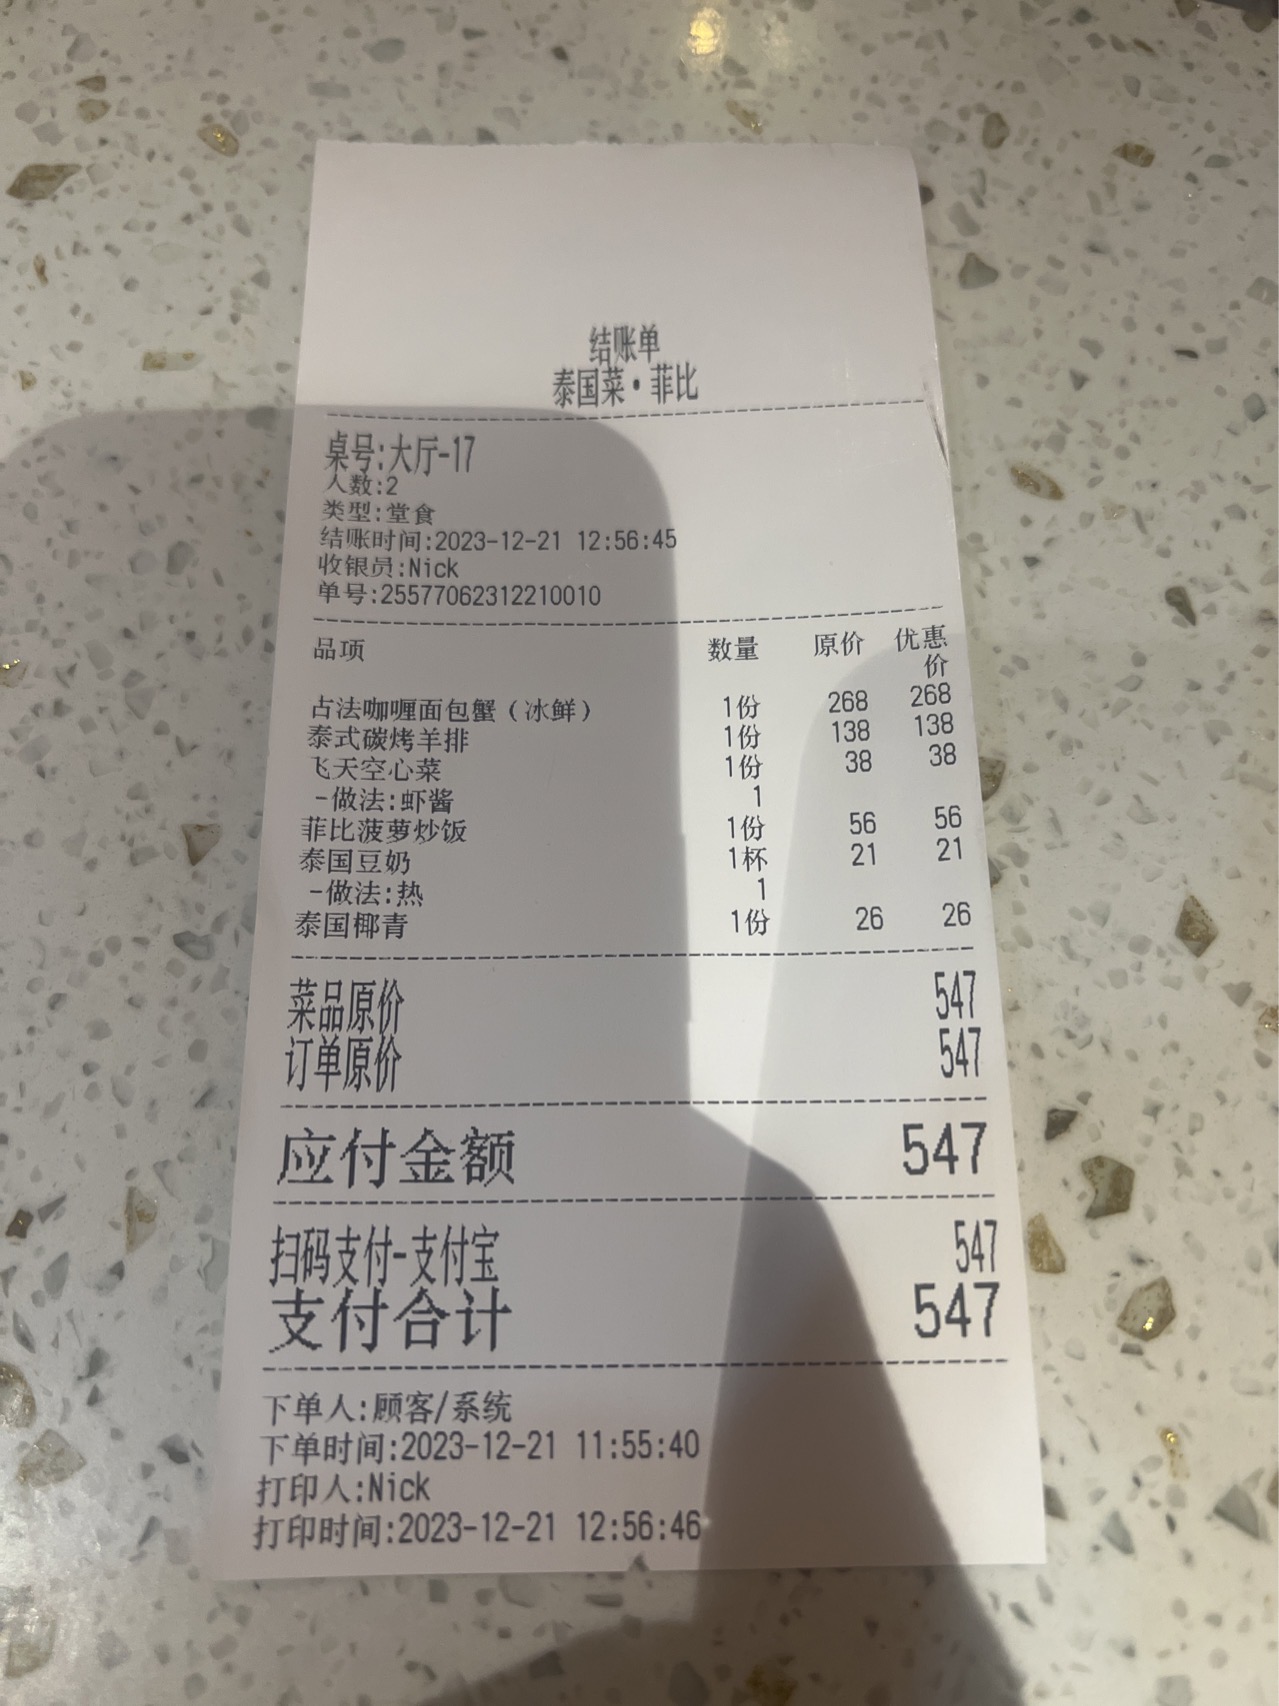 结账单
泰国菜·菲比
桌号:大厅-17
人数:2
类型:堂食
结账时间:2023-12-21 12:56:45
收银员:Nick
单号:25577062312210010
品项 数量 原价 优惠价
古法咖喱面包蟹（冰鲜） 1份 268 268
泰式碳烤羊排 1份 138 138
飞天空心菜 1份 38 38
-做法:虾酱 1
菲比菠萝炒饭 1份 56 56
泰国豆奶 1杯 21 21
-做法:热 1
泰国椰青 1份 26 26
菜品原价 547
订单原价 547
应付金额 547
扫码支付-支付宝 547
支付合计 547
下单人:顾客/系统
下单时间:2023-12-21 11:55:40
打印人:Nick
打印时间:2023-12-21 12:56:46